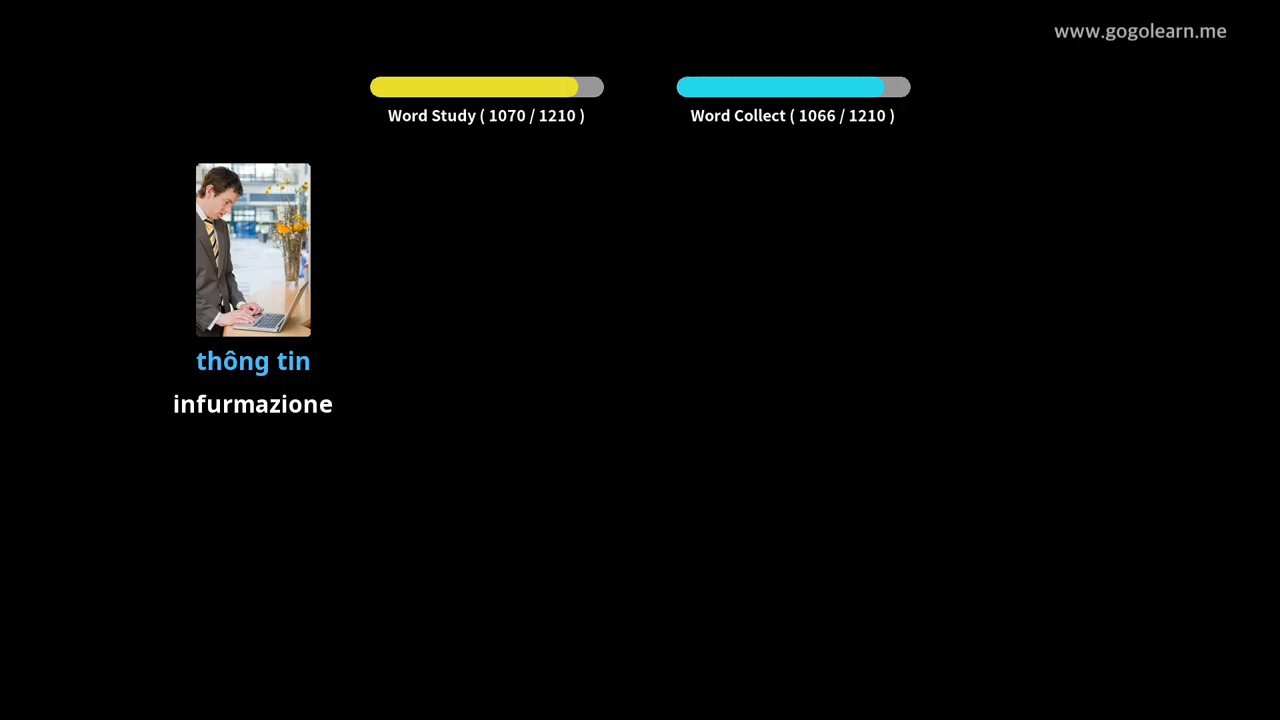 www.gogolearn.me
Word Study ( 1070 / 1210 )
Word Collect ( 1066 / 1210 )
thông tin
infurmazione